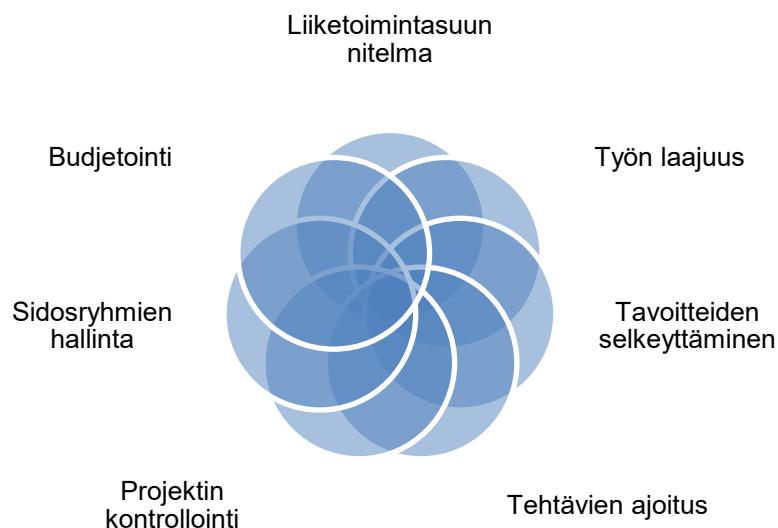 Liiketoimintasuun
nitelma
Budjetointi
Työn laajuus
Sidosryhmien
hallinta
Tavoitteiden
selkeyttäminen
Projektin
kontrollointi
Tehtävien ajoitus